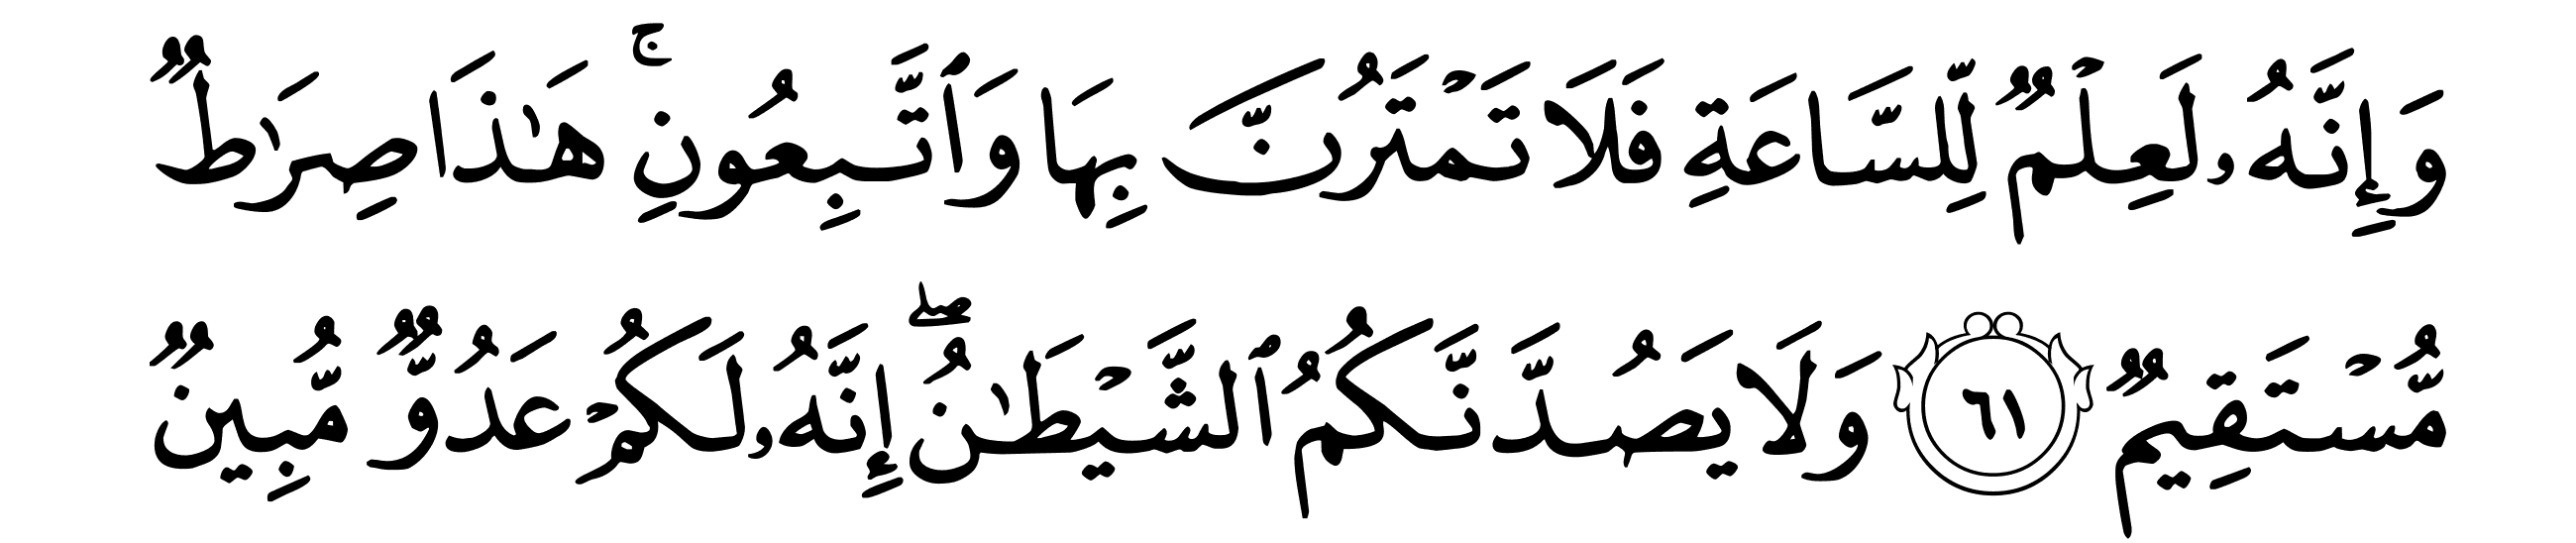 وَإِنَّهُۥ لَعِلۡمٞ لِّلسَّاعَةِ فَلَا تَمۡتَرُنَّ بِهَا وَٱتَّبِعُونِۚ هَٰذَا صِرَٰطٞ
مُّسۡتَقِيمٞ ٦١ وَلَا يَصُدَّنَّكُمُ ٱلشَّيۡطَٰنُۖ إِنَّهُۥ لَكُمۡ عَدُوّٞ مُّبِينٞ